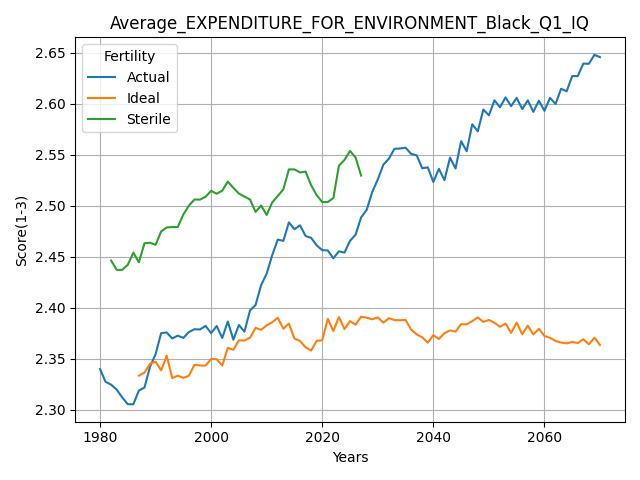 Average_EXPENDITURE_FOR_ENVIRONMENT_Black_Q1_IQ
Fertility
Actual
Ideal
Sterile
Score(1-3)
2.65
2.60
2.55
2.50
2.45
2.40
2.35
2.30
1980 2000 2020 2040 2060
Years